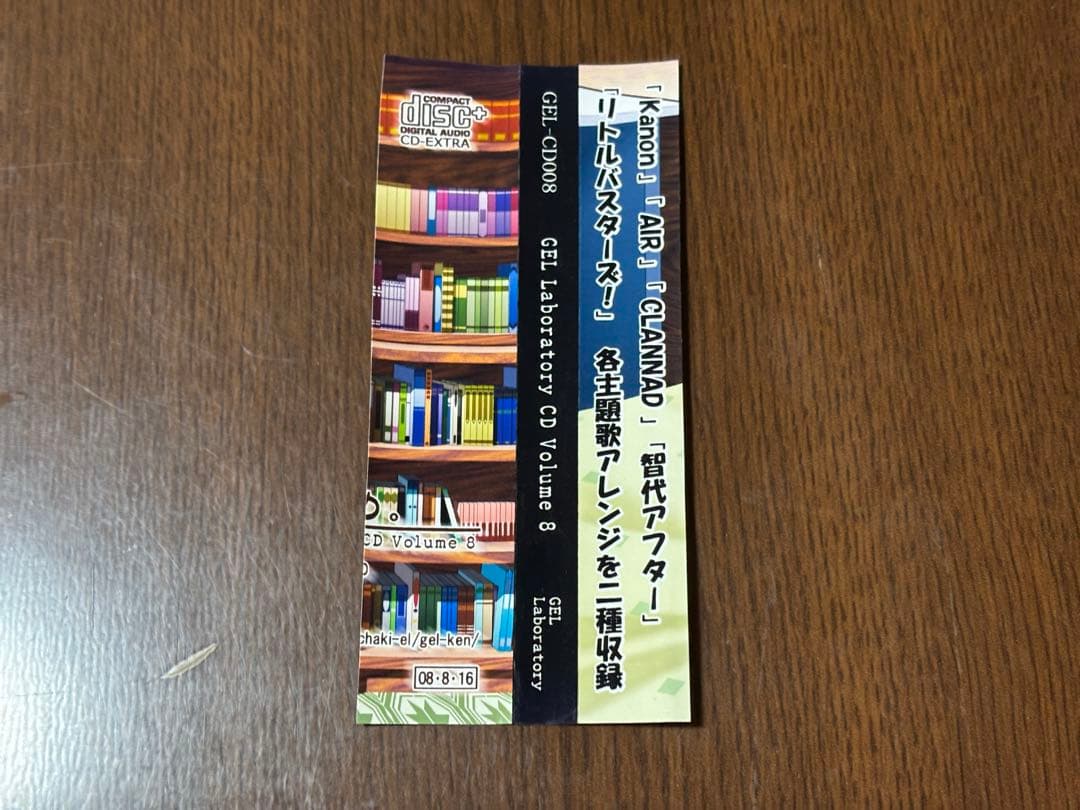 「Kanon」「AIR」「CLANNAD」「智代アフター」
「リトルバスターズ！」 各主題歌アレンジを二種収録
GEL-CD008 GEL Laboratory CD Volume 8 GEL Laboratory
COMPACT
disc+
DIGITAL AUDIO
CD-EXTRA
。
CD Volume 8
chaki-el/gel-ken/
08・8・16